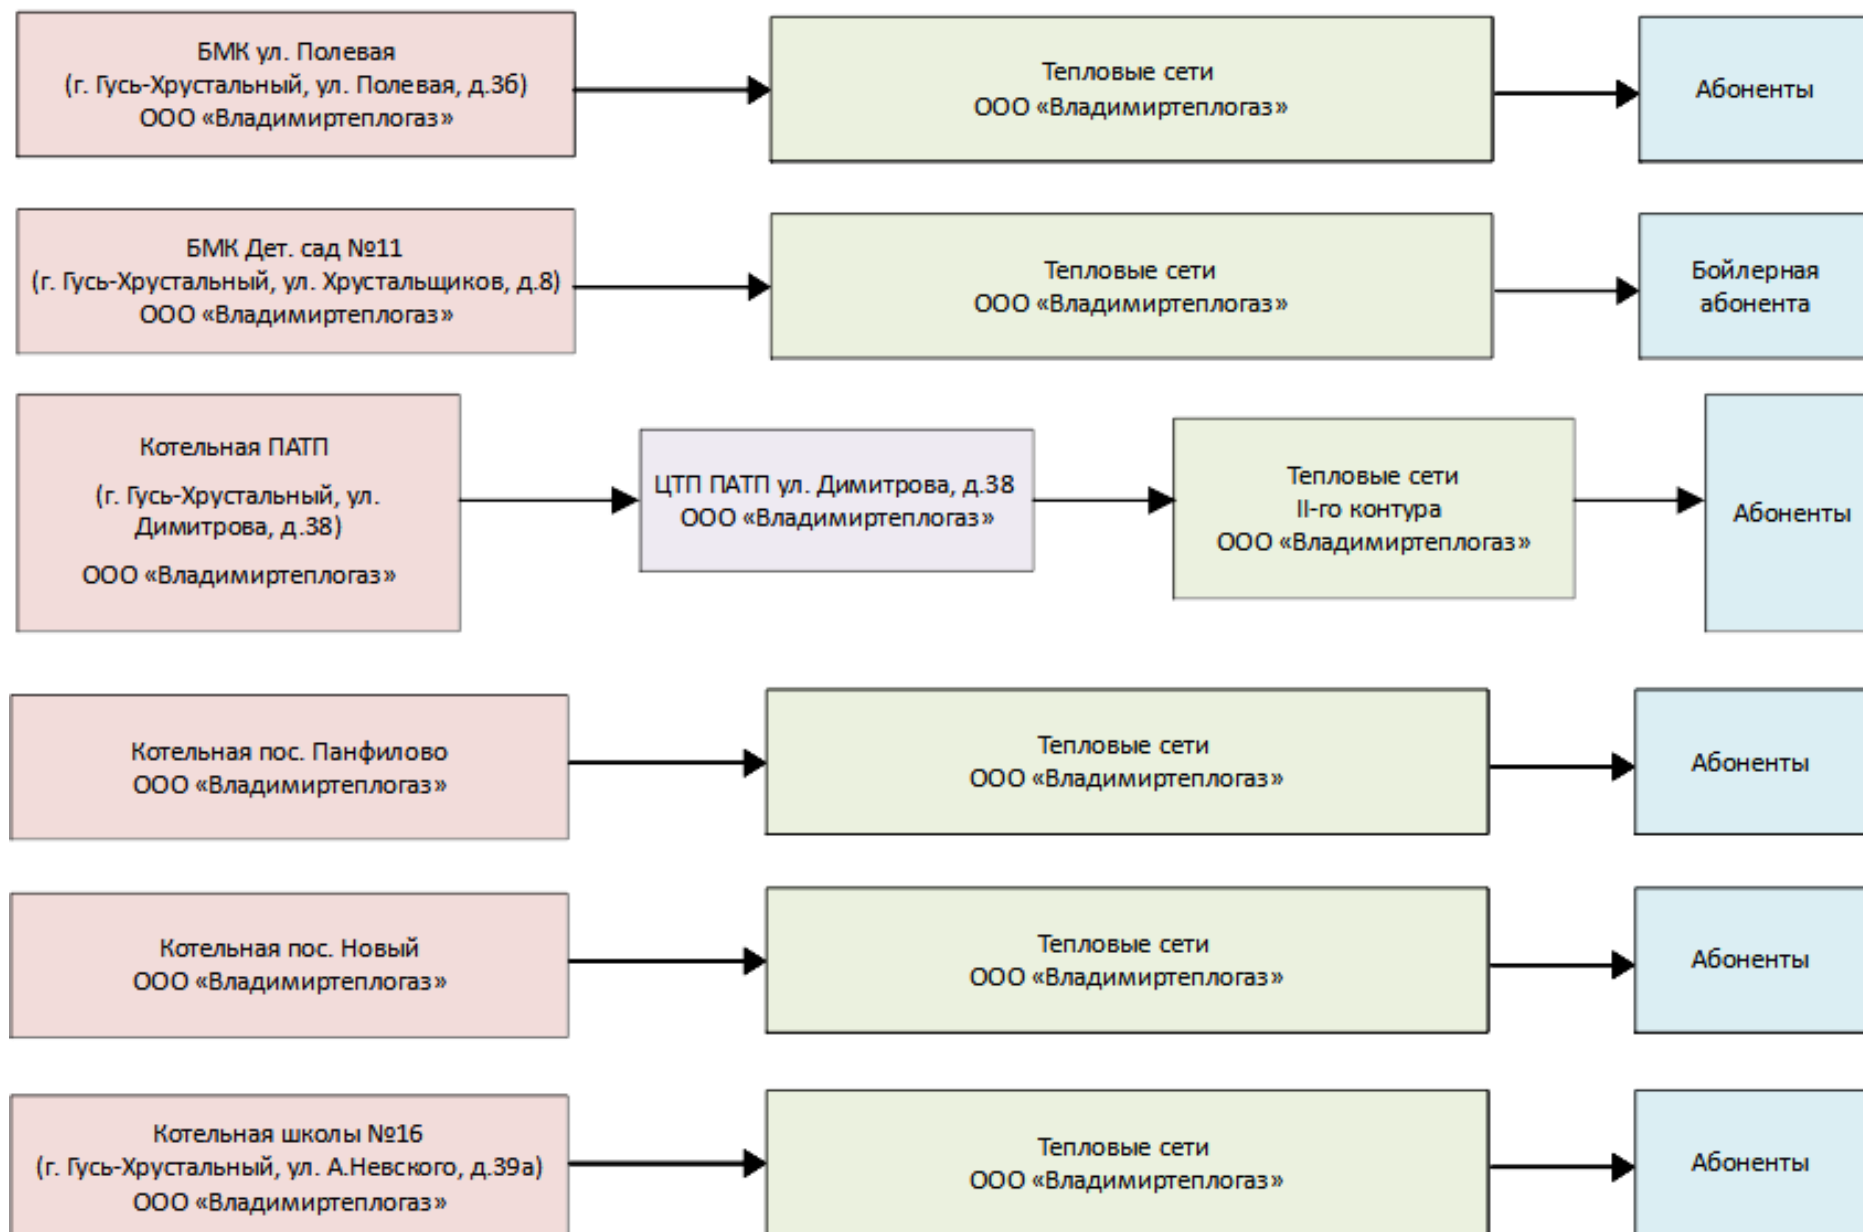 БМК ул. Полевая
(г. Гусь-Хрустальный, ул. Полевая, д.3б)
ООО «Владимиртеплогаз»
Тепловые сети
ООО «Владимиртеплогаз»
Абоненты
БМК Дет. сад №11
(г. Гусь-Хрустальный, ул. Хрустальщиков, д.8)
ООО «Владимиртеплогаз»
Тепловые сети
ООО «Владимиртеплогаз»
Бойлерная
абонента
Котельная ПАТП
(г. Гусь-Хрустальный, ул.
Димитрова, д.38)
ООО «Владимиртеплогаз»
ЦТП ПАТП ул. Димитрова, д.38
ООО «Владимиртеплогаз»
Тепловые сети
II-го контура
ООО «Владимиртеплогаз»
Абоненты
Котельная пос. Панфилово
ООО «Владимиртеплогаз»
Тепловые сети
ООО «Владимиртеплогаз»
Абоненты
Котельная пос. Новый
ООО «Владимиртеплогаз»
Тепловые сети
ООО «Владимиртеплогаз»
Абоненты
Котельная школы №16
(г. Гусь-Хрустальный, ул. А.Невского, д.39а)
ООО «Владимиртеплогаз»
Тепловые сети
ООО «Владимиртеплогаз»
Абоненты